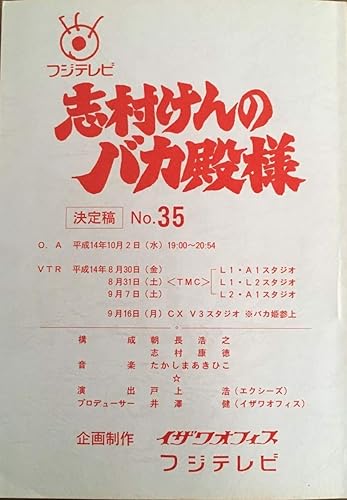 フジテレビ
志村けんの
バカ殿様
決定稿 No.35
O.A 平成14年10月2日(水) 19:00～20:54
VTR 平成14年8月30日(金) L1・A1スタジオ
8月31日(土) <TMC> L1・L2スタジオ
9月7日(土) L2・A1スタジオ
9月16日(月) CX V3スタジオ ※バカ姫参上
構成 朝長浩之
志村康徳
音楽 たかしまあきひこ
☆
演出 戸上浩(エクシーズ)
プロデューサー 井澤健(イザワオフィス)
企画制作 イザワオフィス
フジテレビ